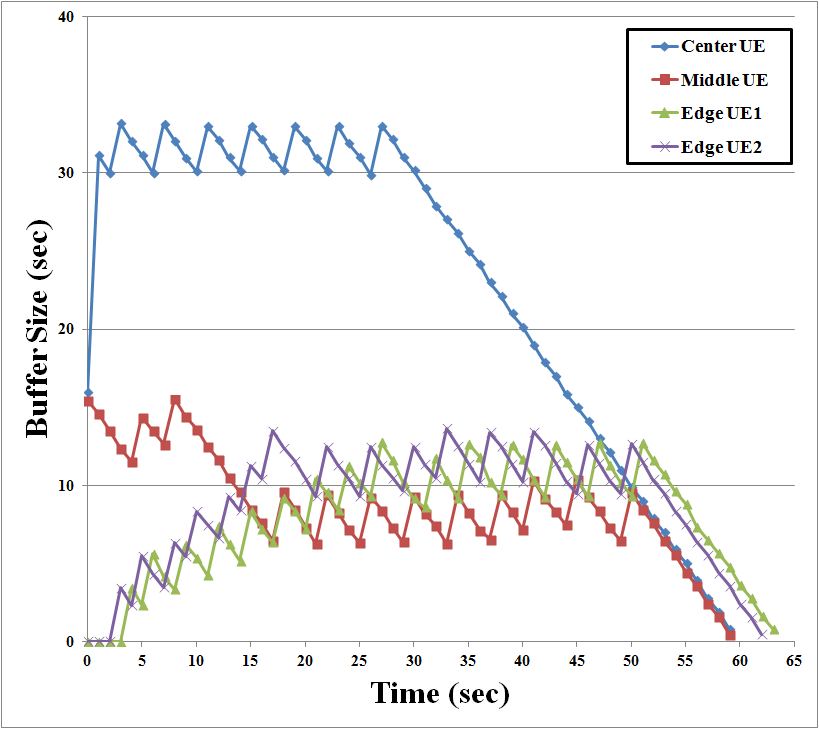 40
30
20
10
0
Buffer Size (sec)
Center UE
Middle UE
Edge UE1
Edge UE2
0 5 10 15 20 25 30 35 40 45 50 55 60 65
Time (sec)